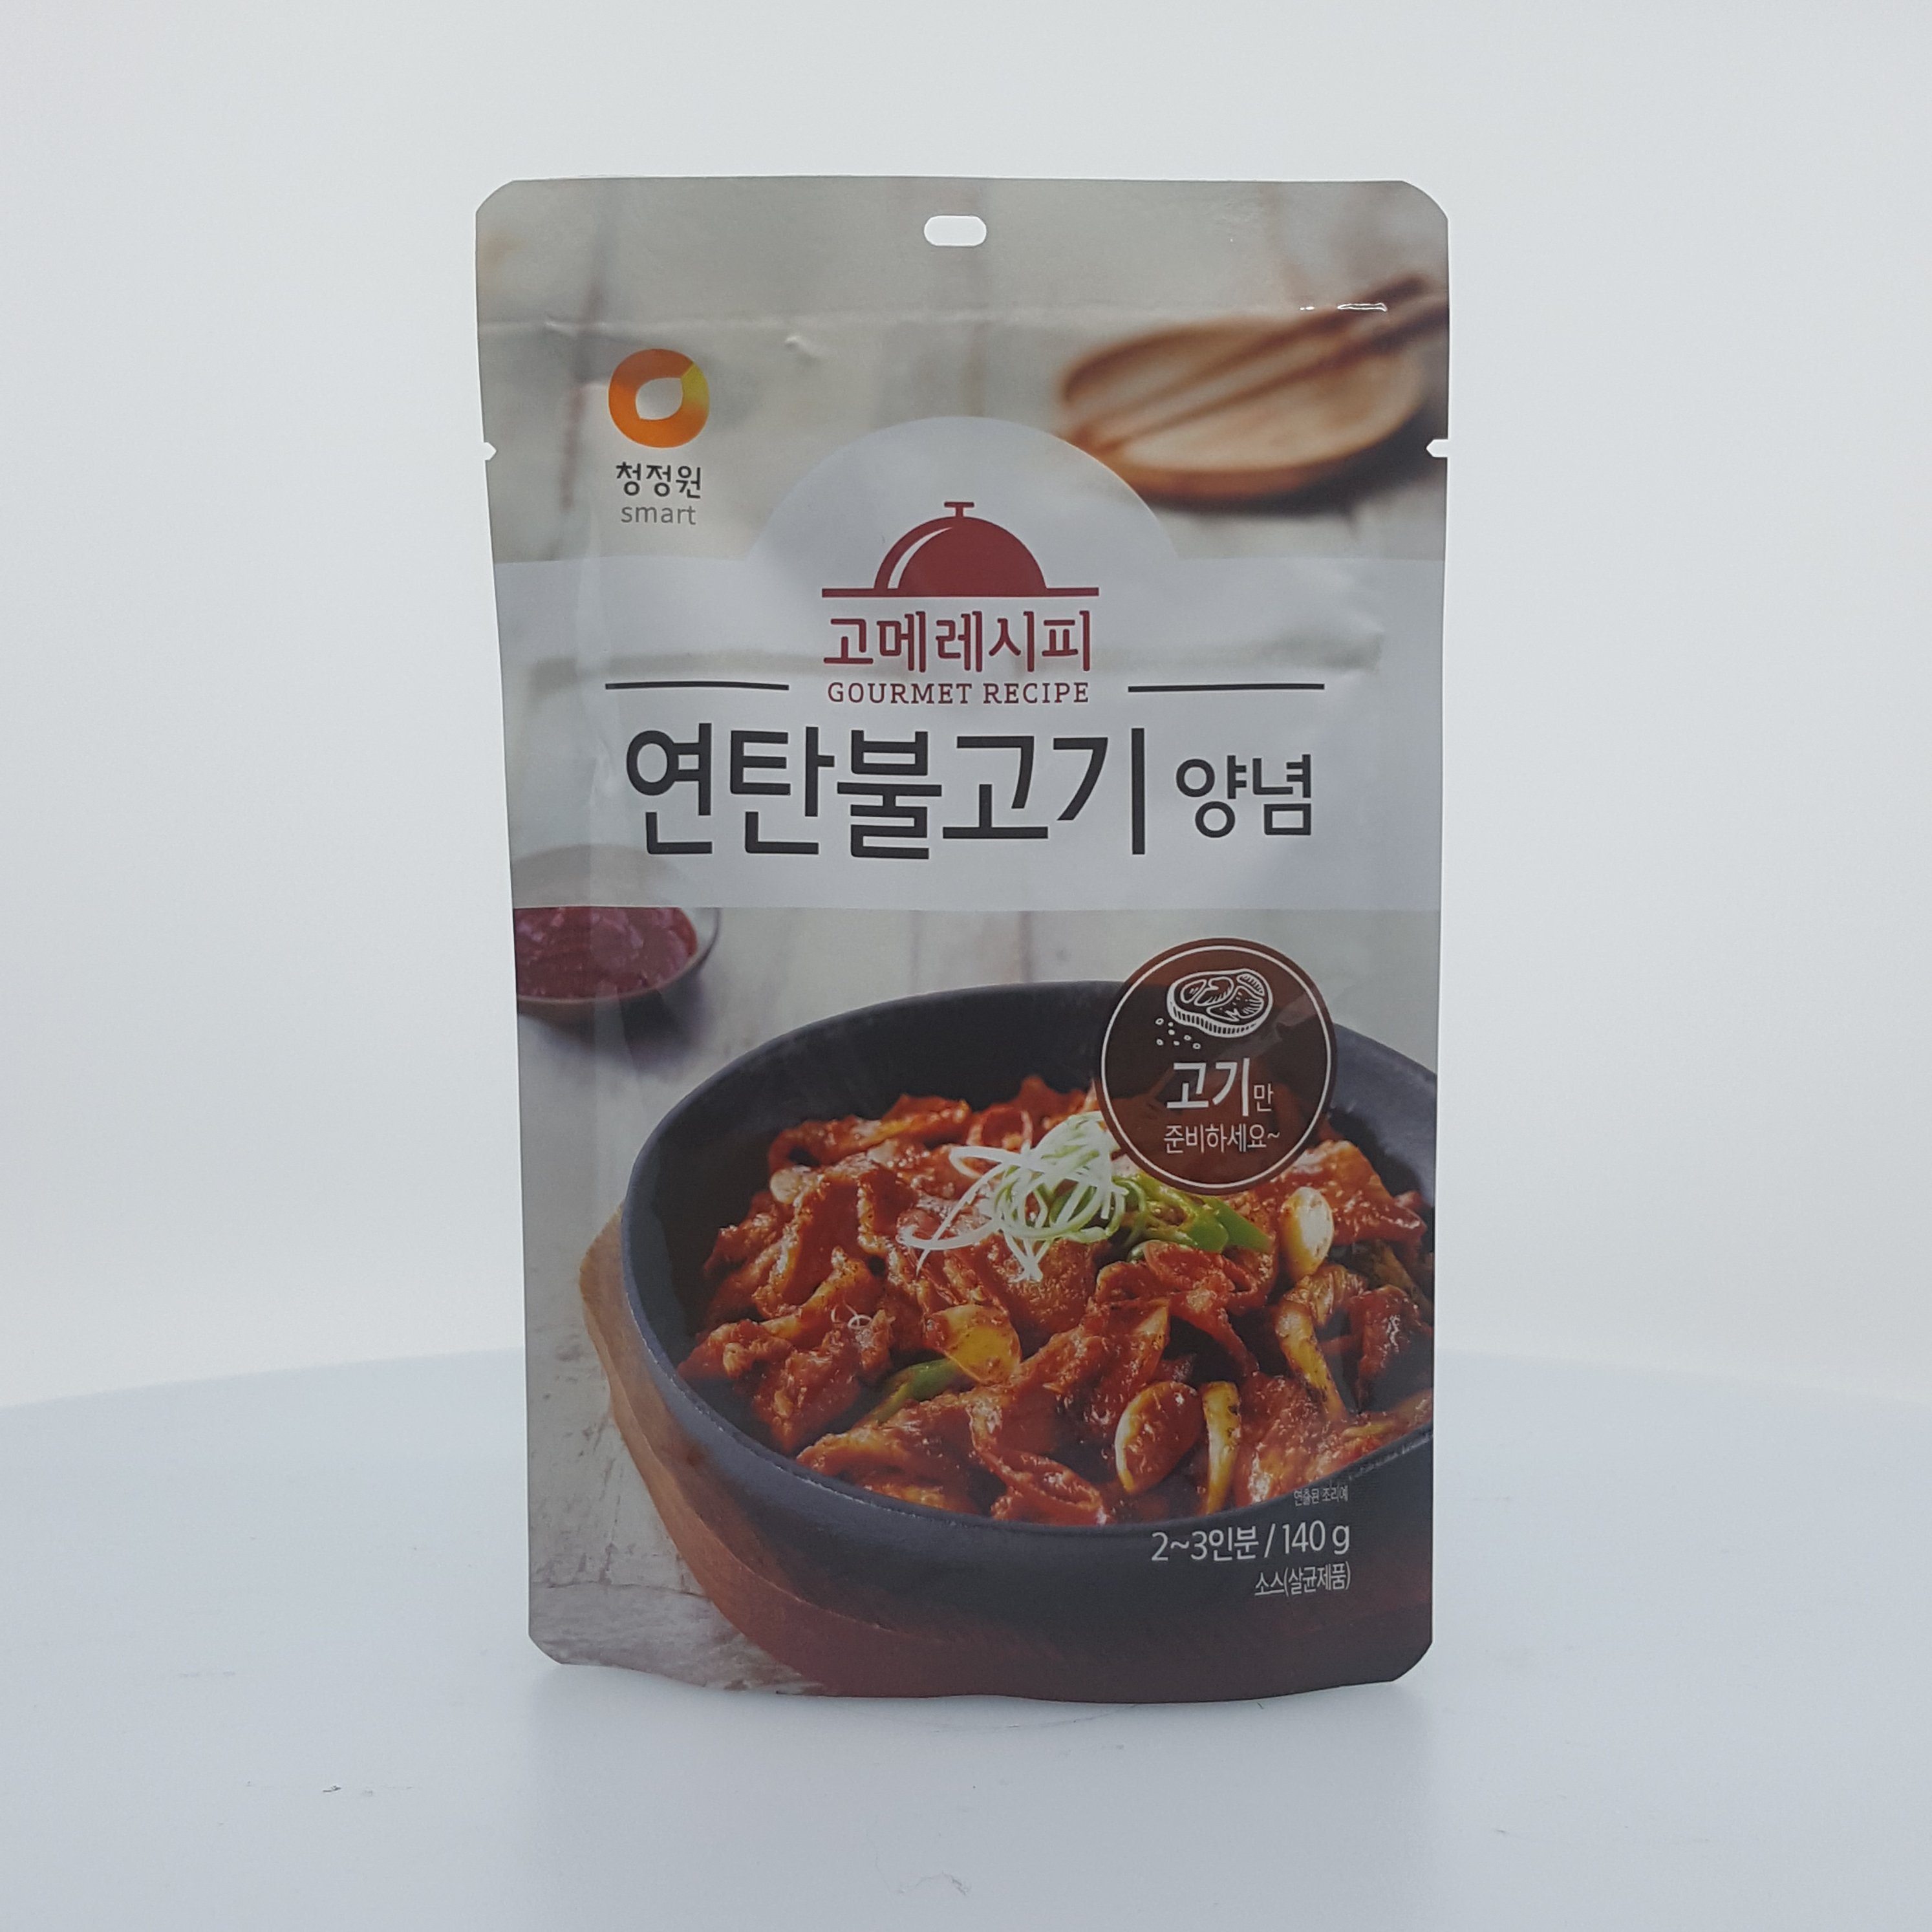 청정원
smart
고메레시피
GOURMET RECIPE
연탄불고기 양념
고기만
준비하세요~
연출된 조리예
2~3인분 / 140 g
소스(살균제품)